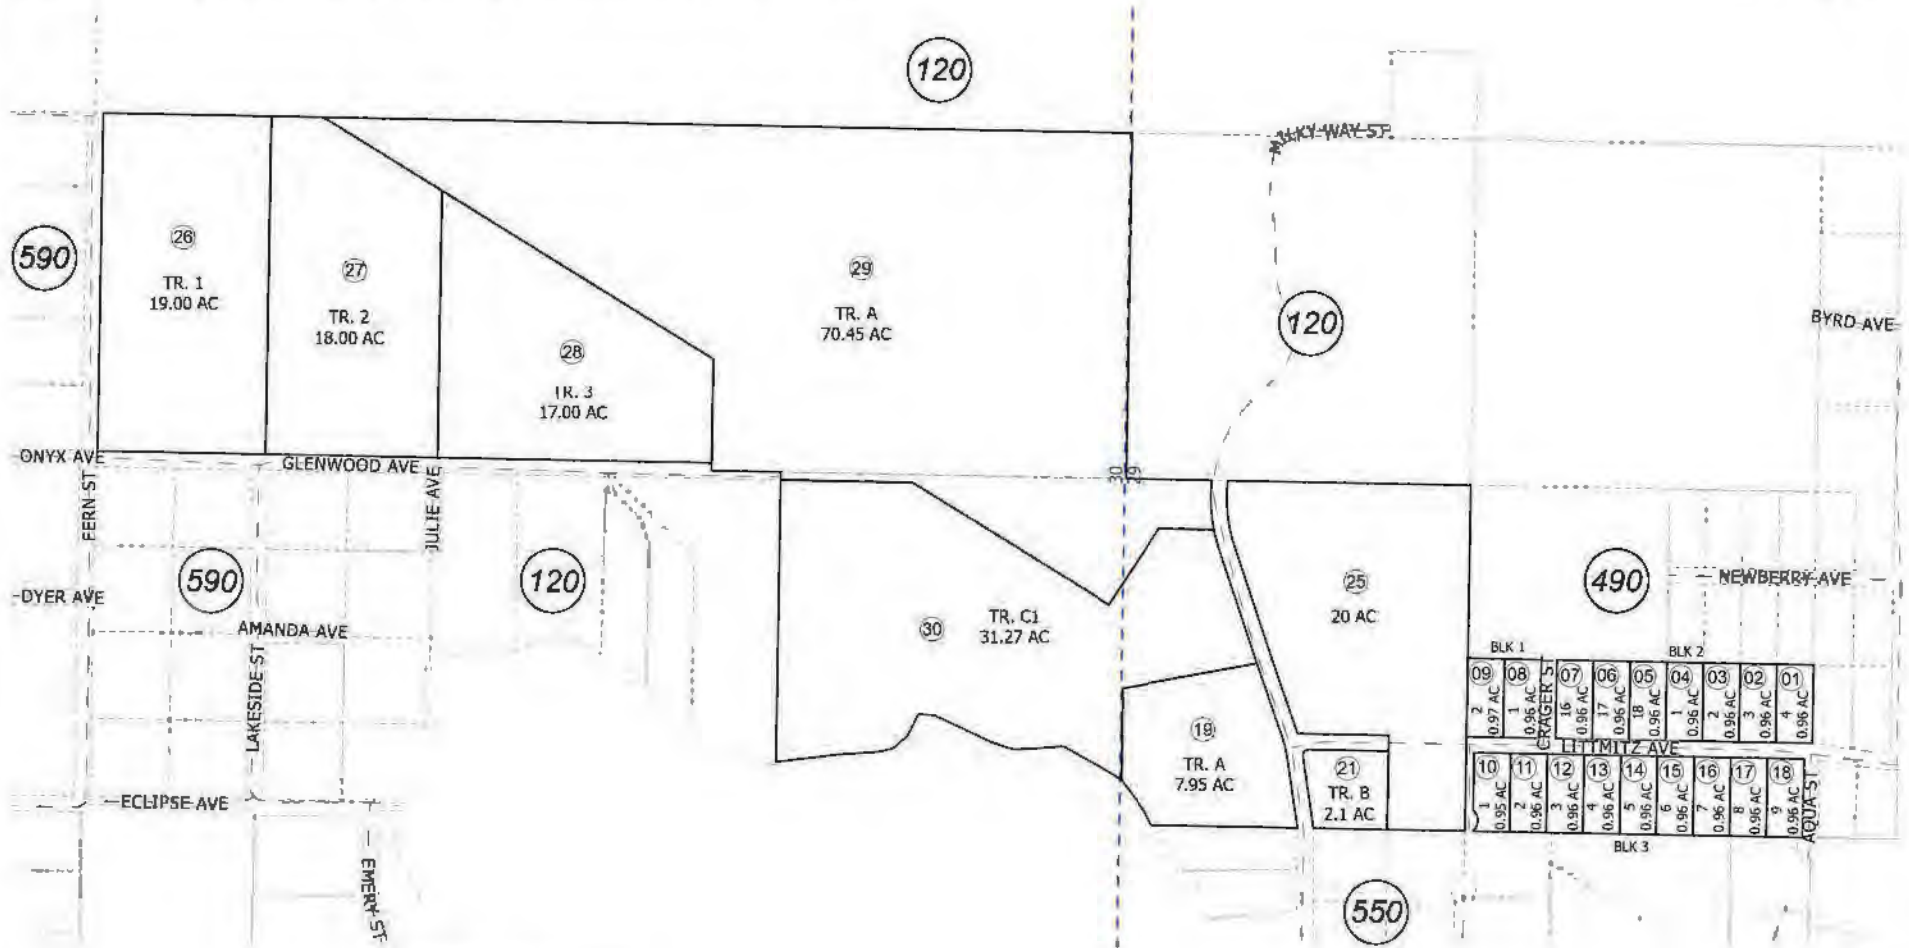 120
MILKY WAY ST.
590
26
TR. 1
19.00 AC
27
TR. 2
18.00 AC
28
TR. 3
17.00 AC
29
TR. A
70.45 AC
120
BYRD AVE
ONYX AVE
GLENWOOD AVE
FERN ST
JULIE AVE
30
29
590
120
DYER AVE
AMANDA AVE
LAKESIDE ST
ECLIPSE AVE
EMERY ST
30
TR. C1
31.27 AC
25
20 AC
490
NEWBERRY AVE
BLK 1
BLK 2
09
2
0.97 AC
08
1
0.96 AC
CRAGER ST
07
16
0.96 AC
06
17
0.96 AC
05
18
0.96 AC
04
1
0.96 AC
03
2
0.96 AC
02
3
0.96 AC
01
4
0.96 AC
LITTMITZ AVE
19
TR. A
7.95 AC
21
TR. B
2.1 AC
10
1
0.95 AC
11
2
0.96 AC
12
3
0.96 AC
13
4
0.96 AC
14
5
0.96 AC
15
6
0.96 AC
16
7
0.96 AC
17
8
0.96 AC
18
9
0.96 AC
AQUA ST
BLK 3
550